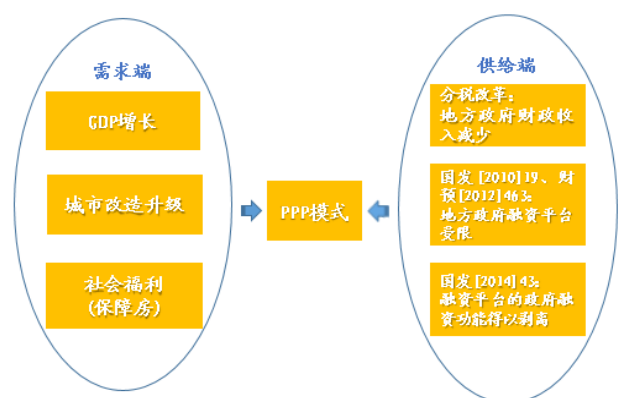 需求端
GDP增长
城市改造升级
社会福利
(保障房)
PPP模式
供给端
分税改革：
地方政府财政收
入减少
国发[2010]19、财
预[2012]463：
地方政府融资平台
受限
国发[2014]43：
融资平台的政府融
资功能得以剥离